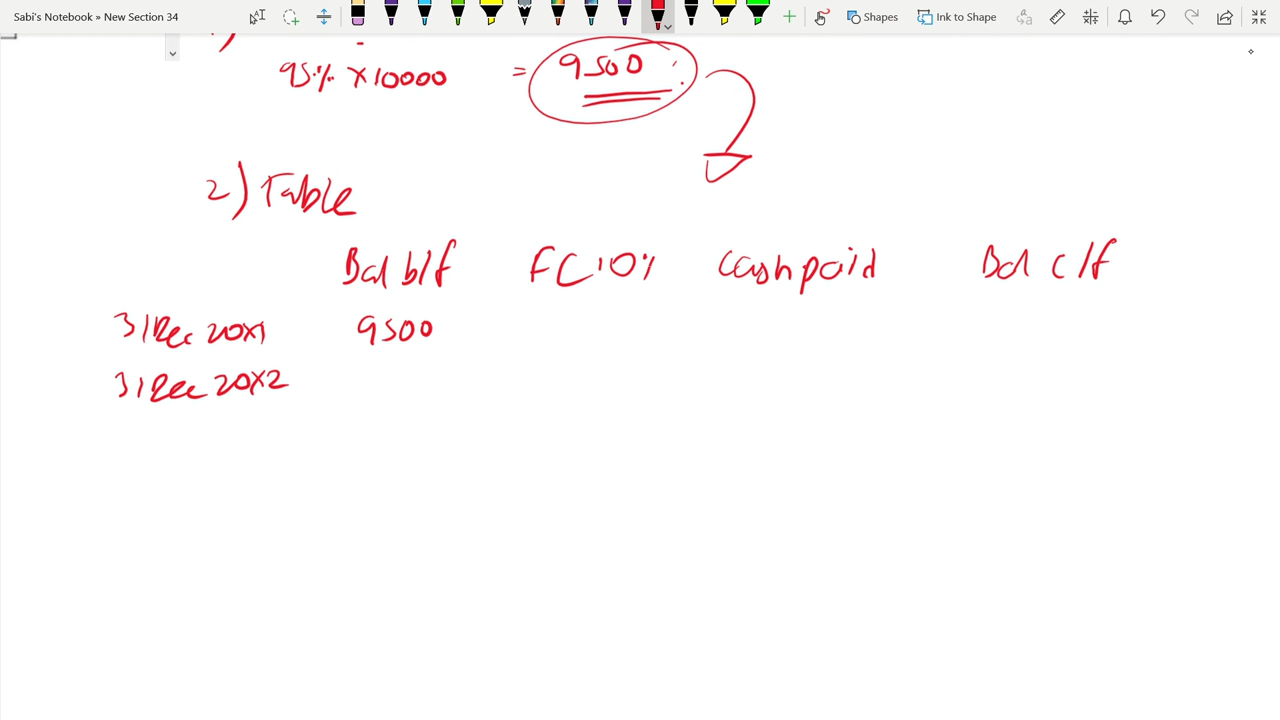 Sabi's Notebook » New Section 34
Shapes
Ink to Shape
95% x 10000 = 9500
2) Table
Bal b/f FC 10% Cash paid Bal c/f
31 Dec 20x1 9500
31 Dec 20x2